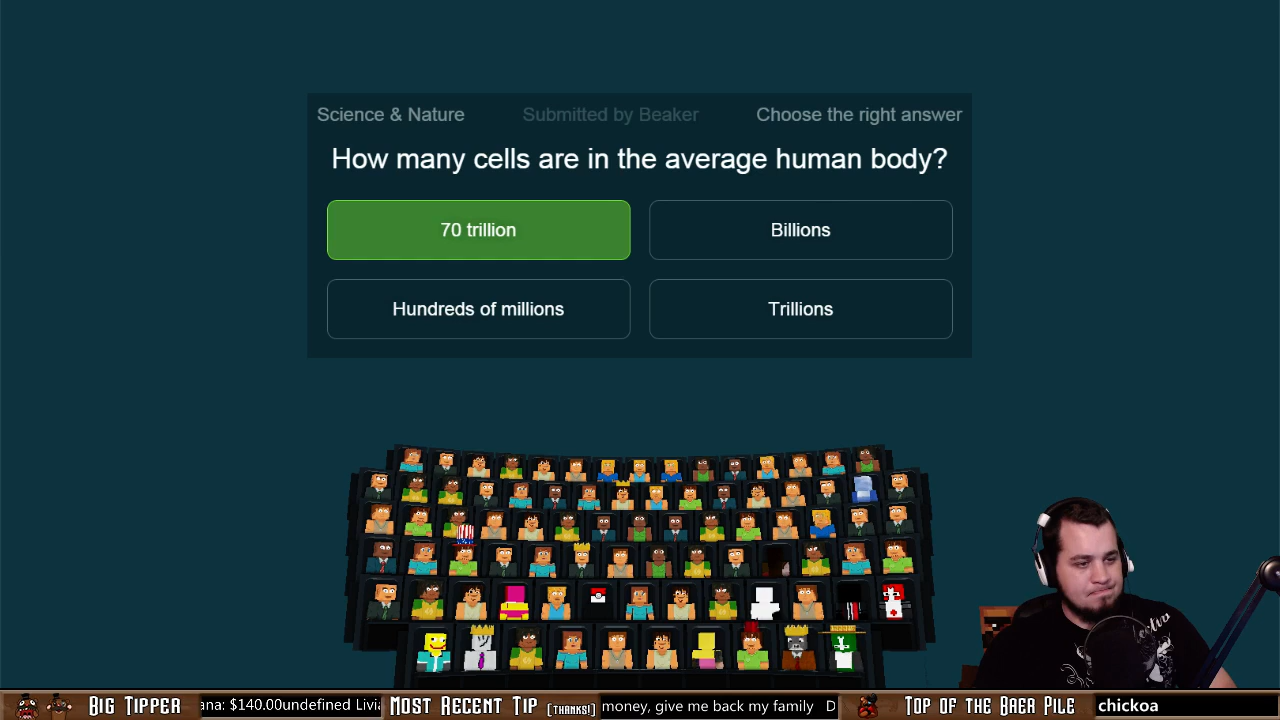 Science & Nature Submitted by Beaker Choose the right answer
How many cells are in the average human body?
70 trillion Billions
Hundreds of millions Trillions
Big Tipper ana: $140.00undefined Livia Most Recent Tip [THANKS!] money, give me back my family D Top of the Baer Pile chickoa